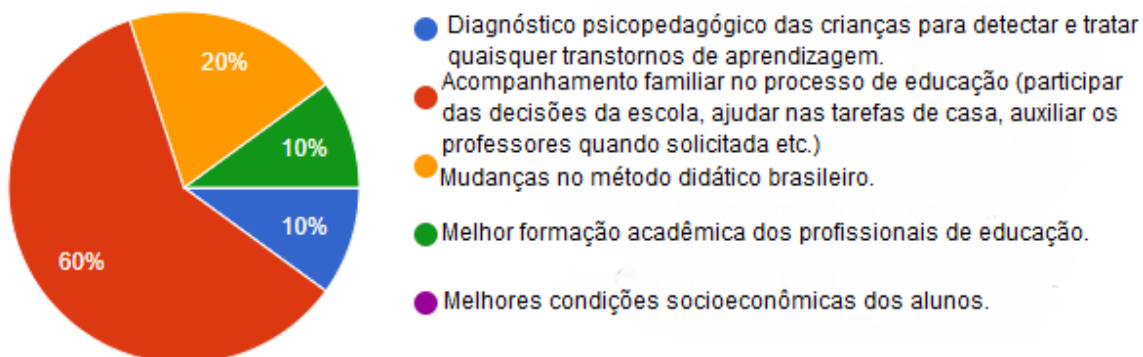 20%
10%
10%
60%
Diagnóstico psicopedagógico das crianças para detectar e tratar
quaisquer transtornos de aprendizagem.
Acompanhamento familiar no processo de educação (participar
das decisões da escola, ajudar nas tarefas de casa, auxiliar os
professores quando solicitada etc.)
Mudanças no método didático brasileiro.
Melhor formação acadêmica dos profissionais de educação.
Melhores condições socioeconômicas dos alunos.